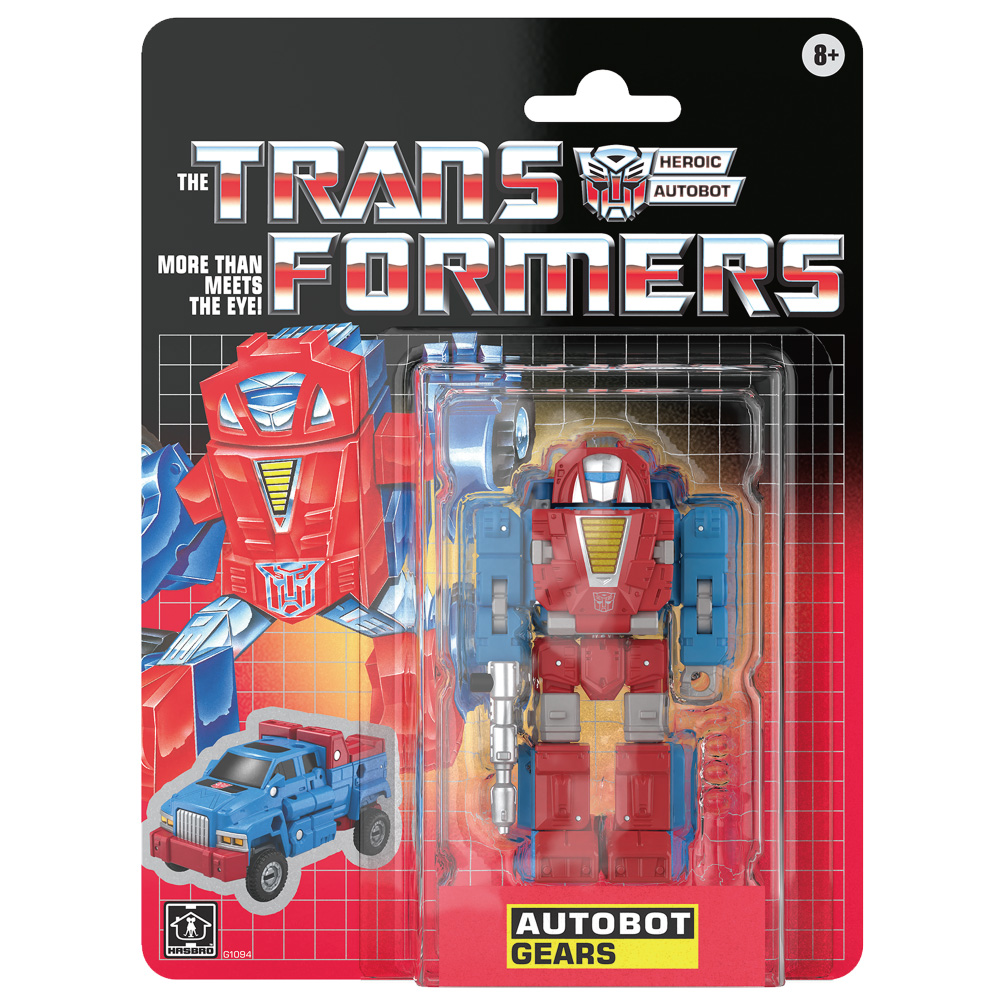 8+
THE TRANS
HEROIC
AUTOBOT
MORE THAN
MEETS
THE EYE!
FORMERS
HASBRO
G1094
AUTOBOT
GEARS